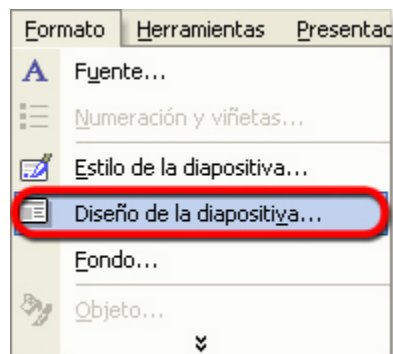 Formato Herramientas Presentac
Fuente...
Numeración y viñetas...
Estilo de la diapositiva...
Diseño de la diapositiva...
Fondo...
Objeto...